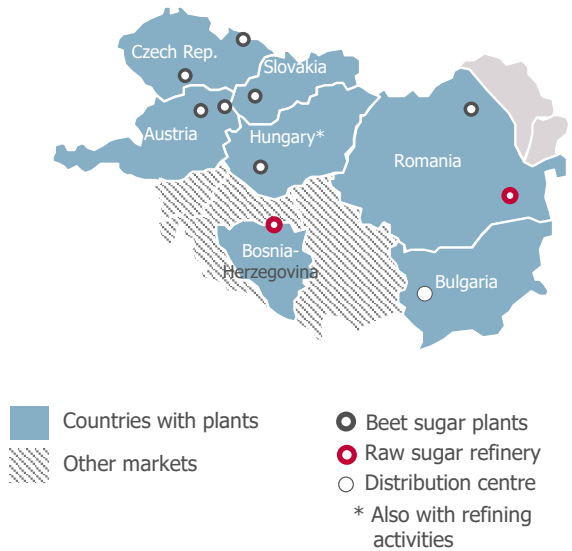 Czech Rep.
Slovakia
Austria
Hungary*
Romania
Bosnia-
Herzegovina
Bulgaria
Countries with plants
Other markets
Beet sugar plants
Raw sugar refinery
Distribution centre
* Also with refining
activities